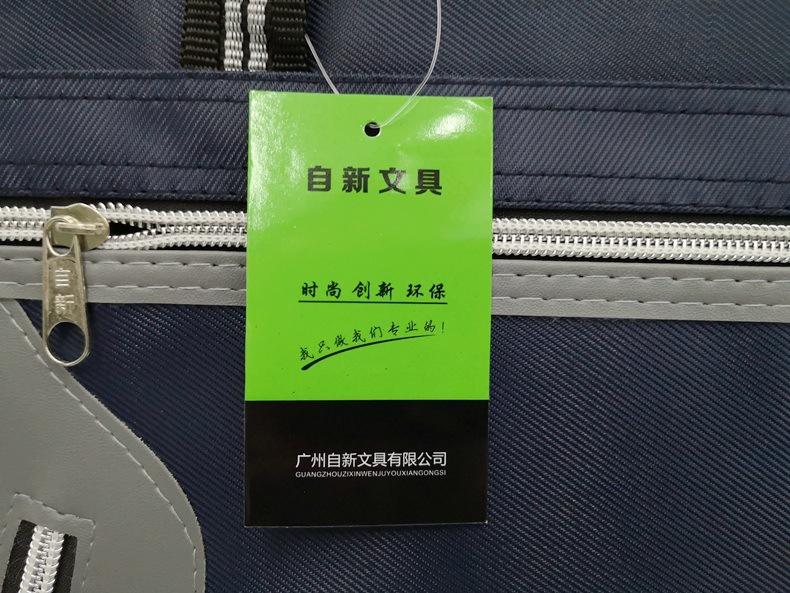 自新文具
时尚 创新 环保
我只做我们专业的!
广州自新文具有限公司
GUANGZHOUZIXINWENJUYOUXIANGONGSI
自新